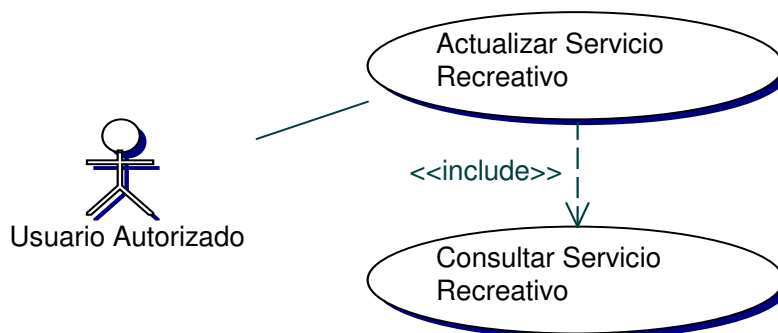 Actualizar Servicio
Recreativo
<<include>>
Usuario Autorizado
Consultar Servicio
Recreativo